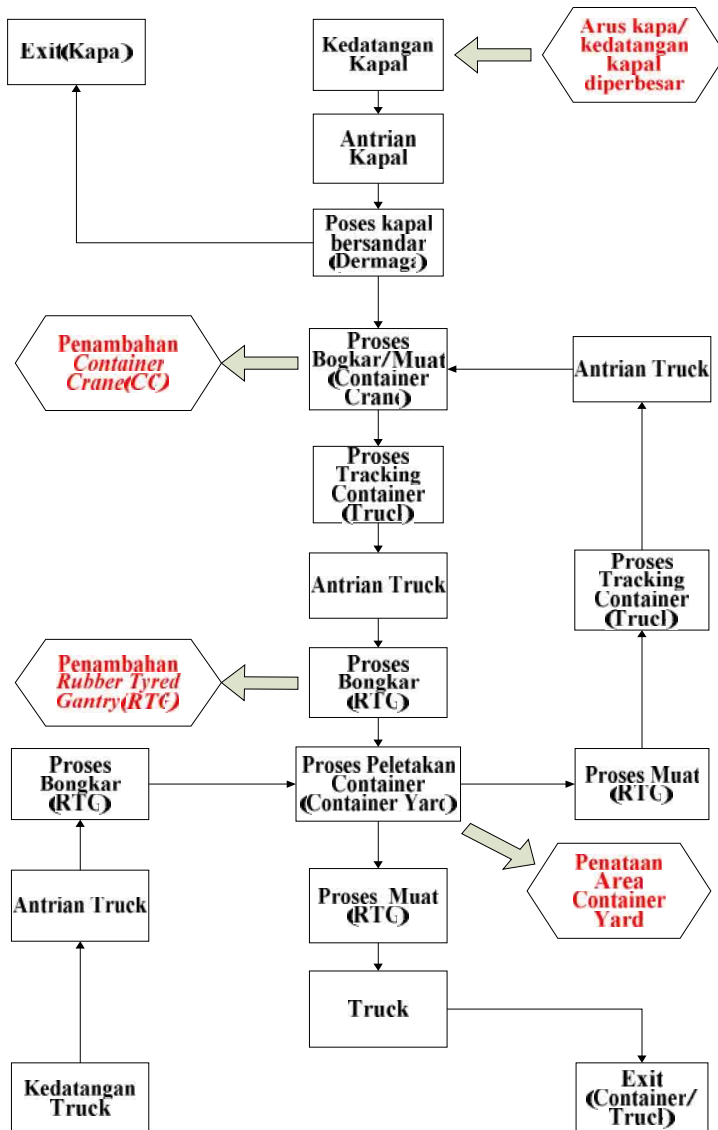 Exit(Kapa)
Kedatangan
Kapal
Arus kapa/
kedatangan
kapal
diperbesar
Antrian
Kapal
Poses kapal
bersandar
(Dermaga)
Penambahan
Container
Crane(CC)
Proses
Bogkar/Muat
(Container
Crane)
Antrian Truck
Proses
Tracking
Container
(Truck)
Antrian Truck
Proses
Tracking
Container
(Truck)
Penambahan
Rubber Tyred
Gantry(RTG)
Proses
Bongkar
(RTG)
Proses
Bongkar
(RTG)
Proses Peletakan
Container
(Container Yard)
Proses Muat
(RTG)
Antrian Truck
Proses Muat
(RTG)
Penataan
Area
Container
Yard
Truck
Kedatangan
Truck
Exit
(Container/
Truck)